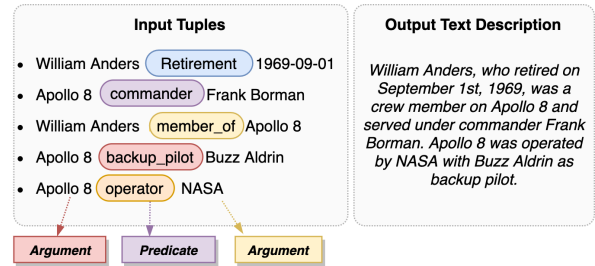 Input Tuples
• William Anders Retirement 1969-09-01
• Apollo 8 commander Frank Borman
• William Anders member_of Apollo 8
• Apollo 8 backup_pilot Buzz Aldrin
• Apollo 8 operator NASA
Argument Predicate Argument
Output Text Description
William Anders, who retired on
September 1st, 1969, was a
crew member on Apollo 8 and
served under commander Frank
Borman. Apollo 8 was operated
by NASA with Buzz Aldrin as
backup pilot.